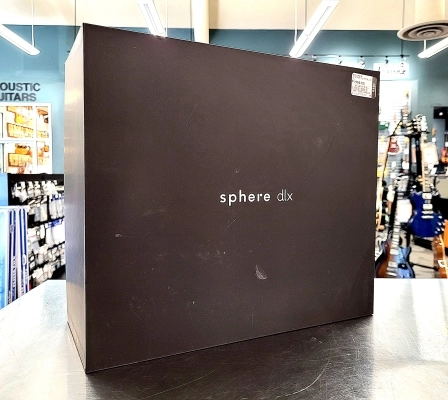 OUSTIC
UITARS
sphere dlx